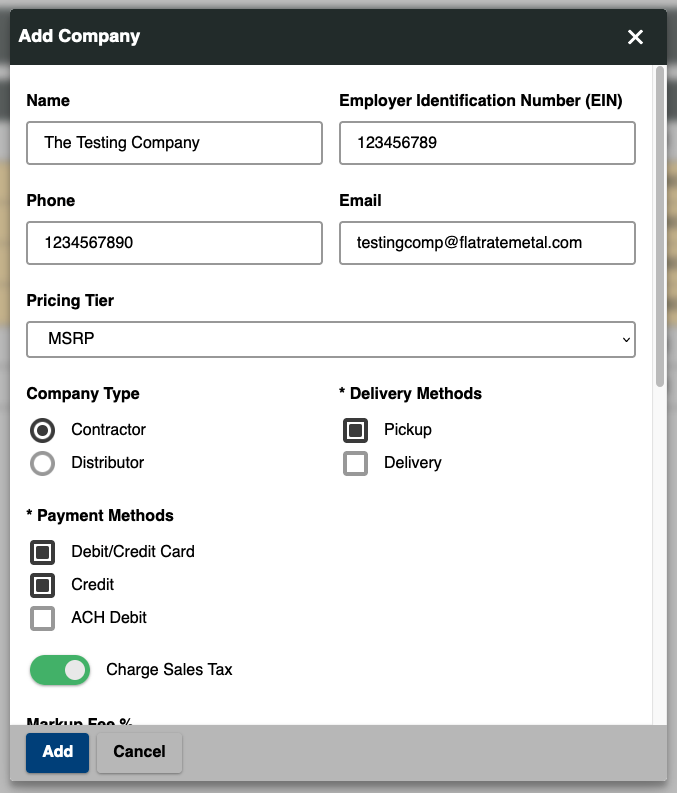 Add Company
Name
Employer Identification Number (EIN)
The Testing Company
123456789
Phone
Email
1234567890
testingcomp@flatratemetal.com
Pricing Tier
MSRP
Company Type
* Delivery Methods
Contractor
Pickup
Distributor
Delivery
* Payment Methods
Debit/Credit Card
Credit
ACH Debit
Charge Sales Tax
Markup Fee %
Add
Cancel